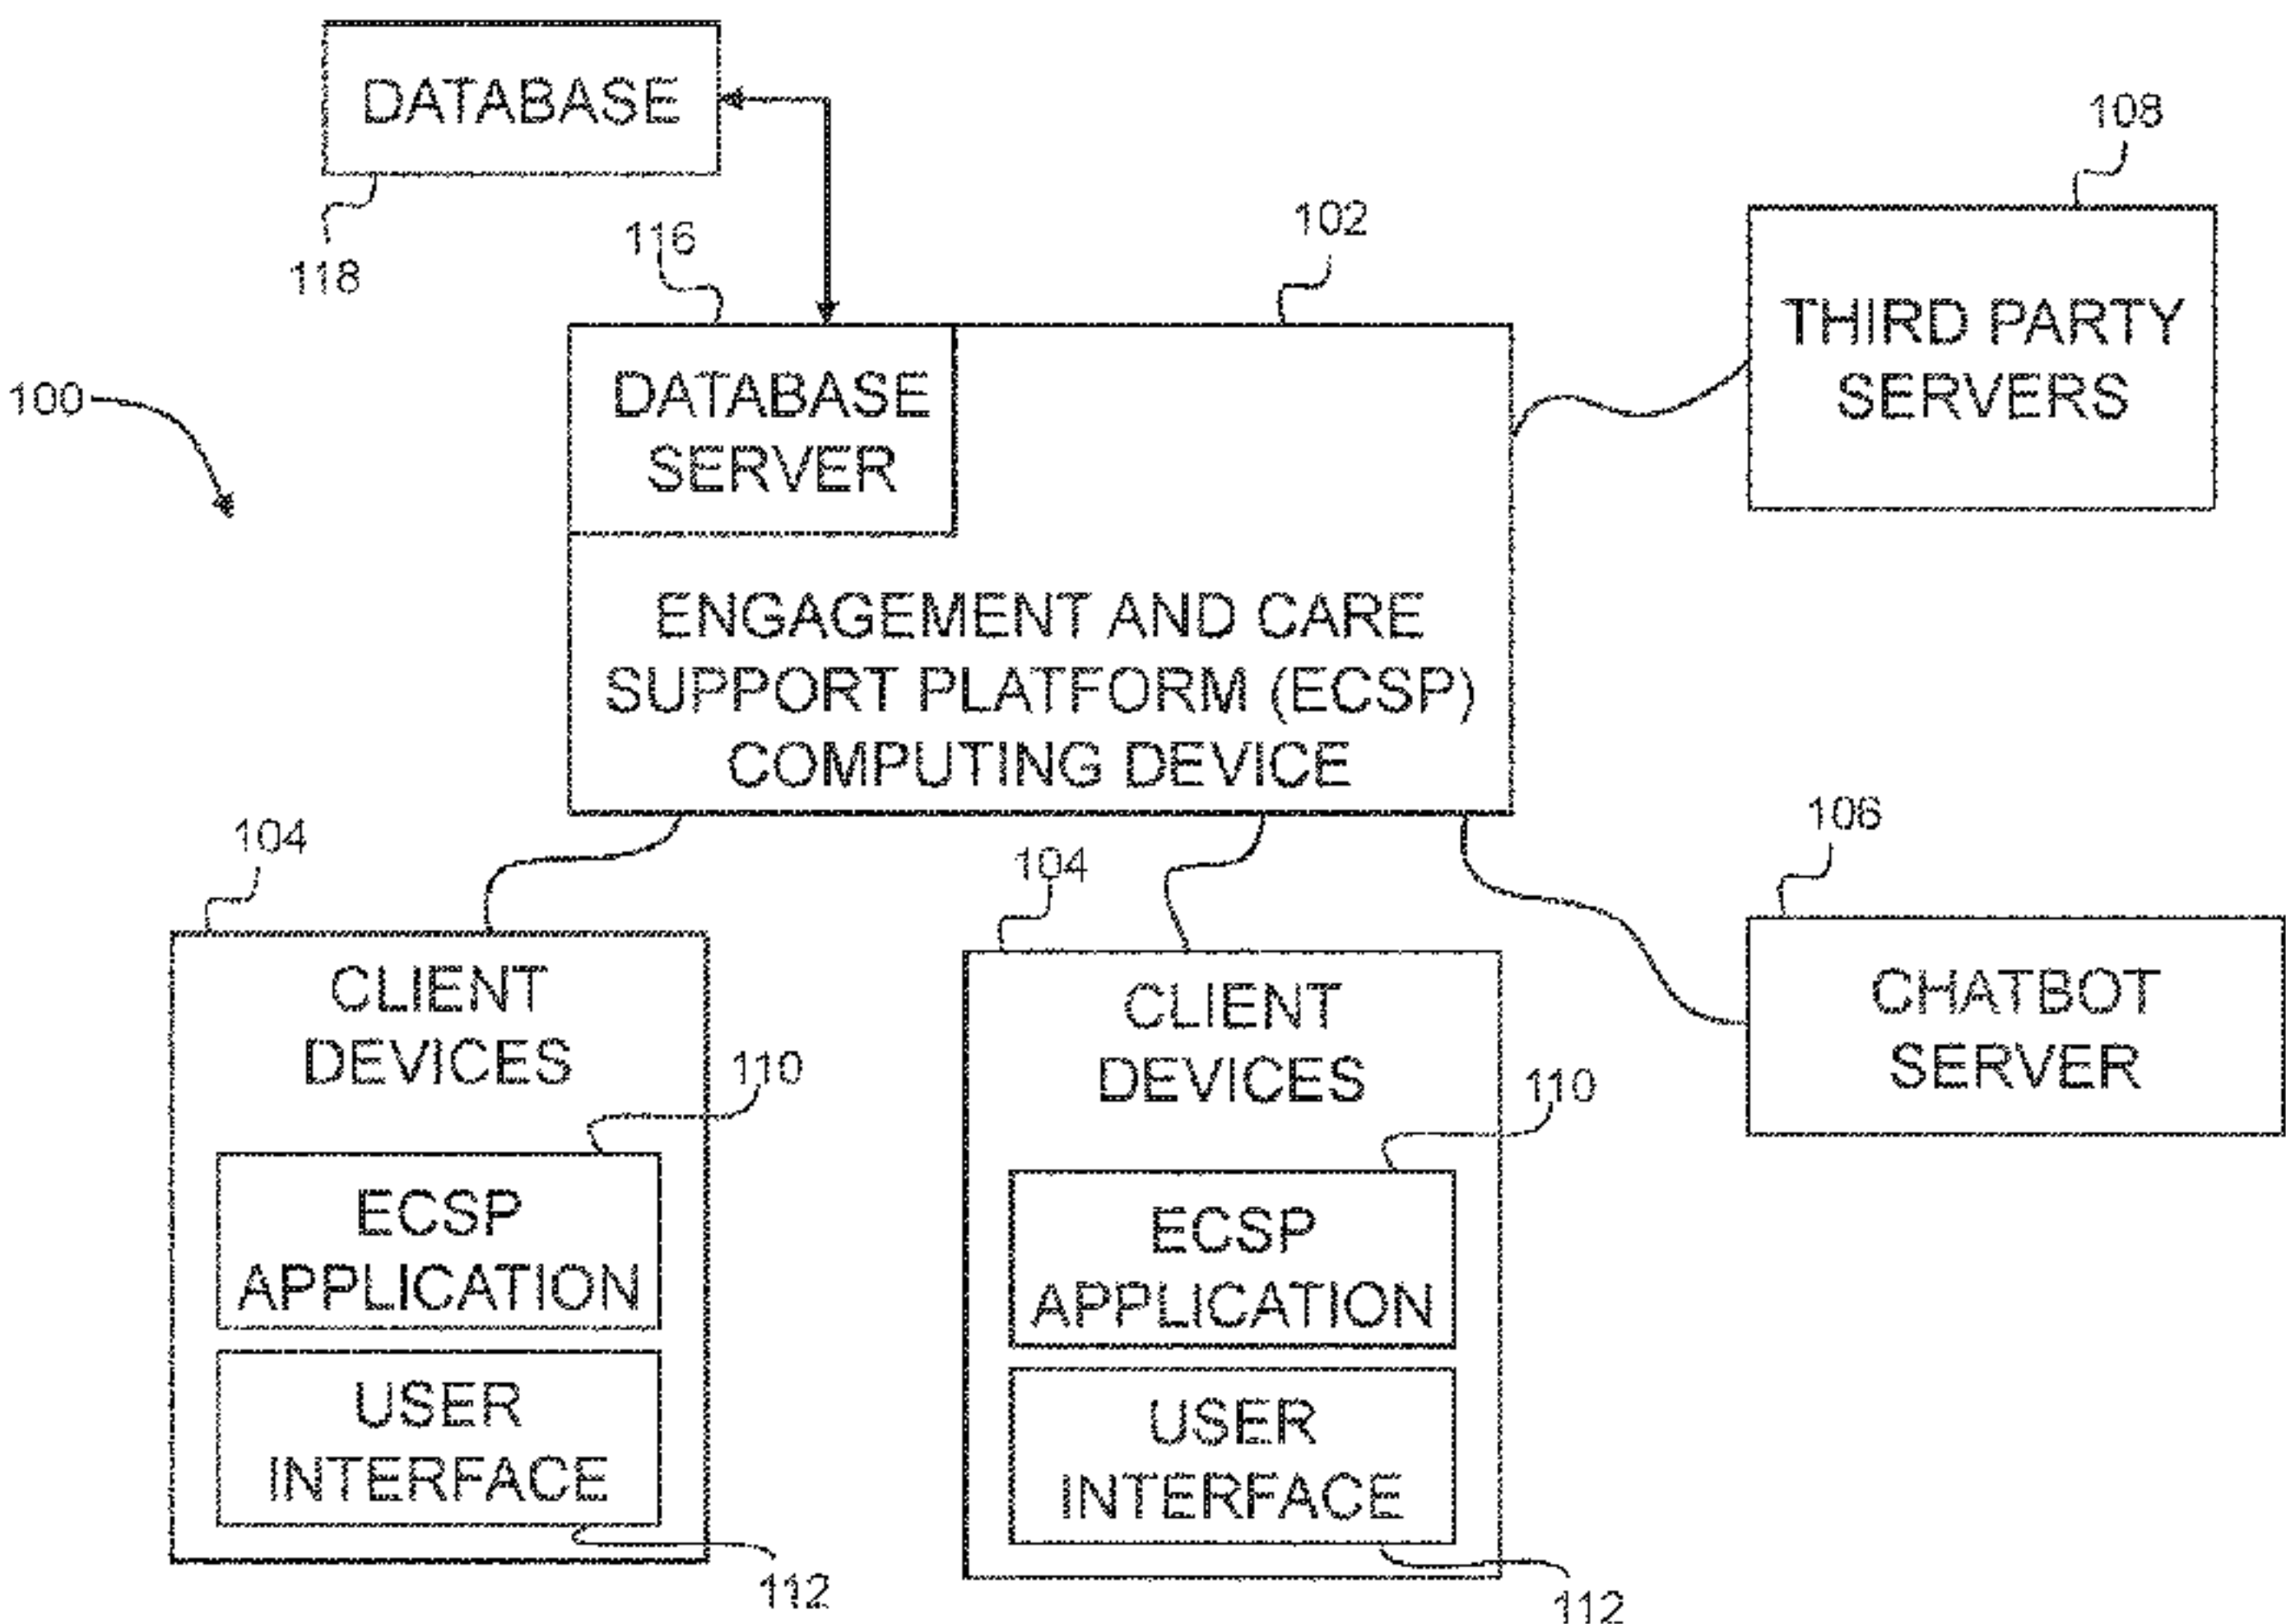 DATABASE
118
108
116
102
THIRD PARTY
SERVERS
100
DATABASE
SERVER
ENGAGEMENT AND CARE
SUPPORT PLATFORM (ECSP)
COMPUTING DEVICE
104
CLIENT
DEVICES
110
ECSP
APPLICATION
USER
INTERFACE
112
104
CLIENT
DEVICES
110
ECSP
APPLICATION
USER
INTERFACE
112
106
CHATBOT
SERVER